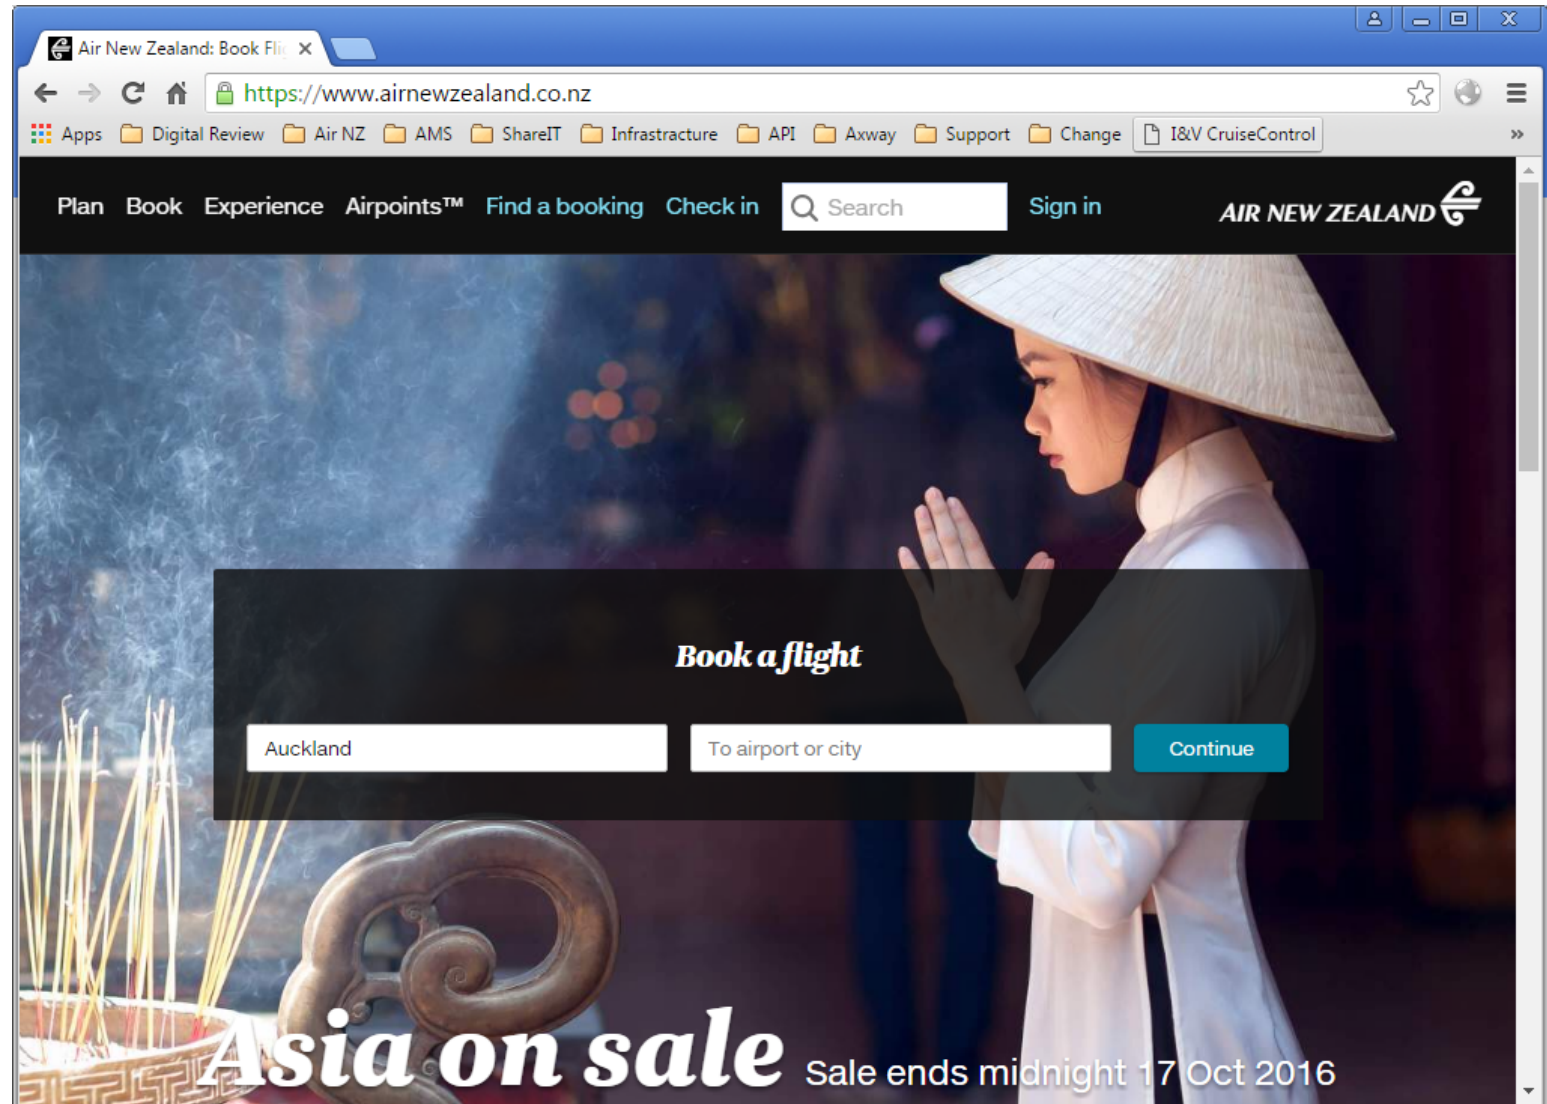 Air New Zealand: Book Fli
https://www.airnewzealand.co.nz
Apps Digital Review Air NZ AMS ShareIT Infrastracture API Axway Support Change I&V CruiseControl »
Plan Book Experience Airpoints™ Find a booking Check in Search Sign in AIR NEW ZEALAND
Book a flight
Auckland To airport or city Continue
Asia on sale Sale ends midnight 17 Oct 2016